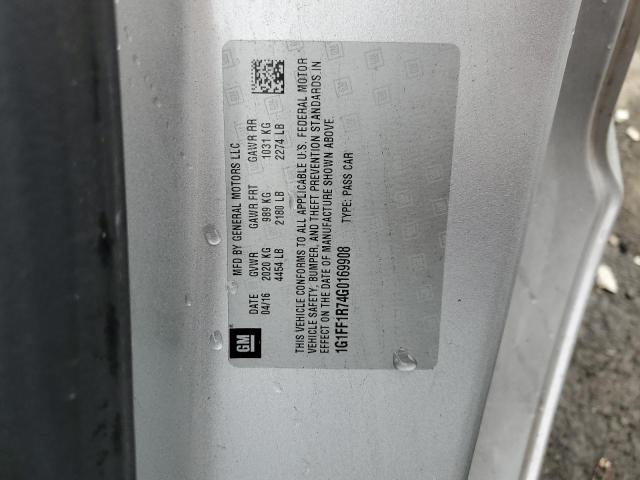 MFD BY GENERAL MOTORS LLC
DATE GVWR GAWR FRT GAWR RR
04/16 2020 KG 989 KG 1031 KG
4454 LB 2180 LB 2274 LB
GM
THIS VEHICLE CONFORMS TO ALL APPLICABLE U.S. FEDERAL MOTOR
VEHICLE SAFETY, BUMPER, AND THEFT PREVENTION STANDARDS IN
EFFECT ON THE DATE OF MANUFACTURE SHOWN ABOVE.
1G1FF1R74G0169908 TYPE: PASS CAR